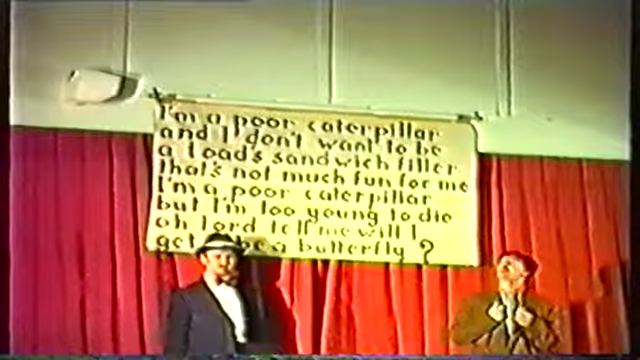 I'm a poor caterpillar
and I don't want to be
a toad's sandwich filler
that's not much fun for me
I'm a poor caterpillar
but I'm too young to die
oh lord tell me will I
get be a butterfly ?